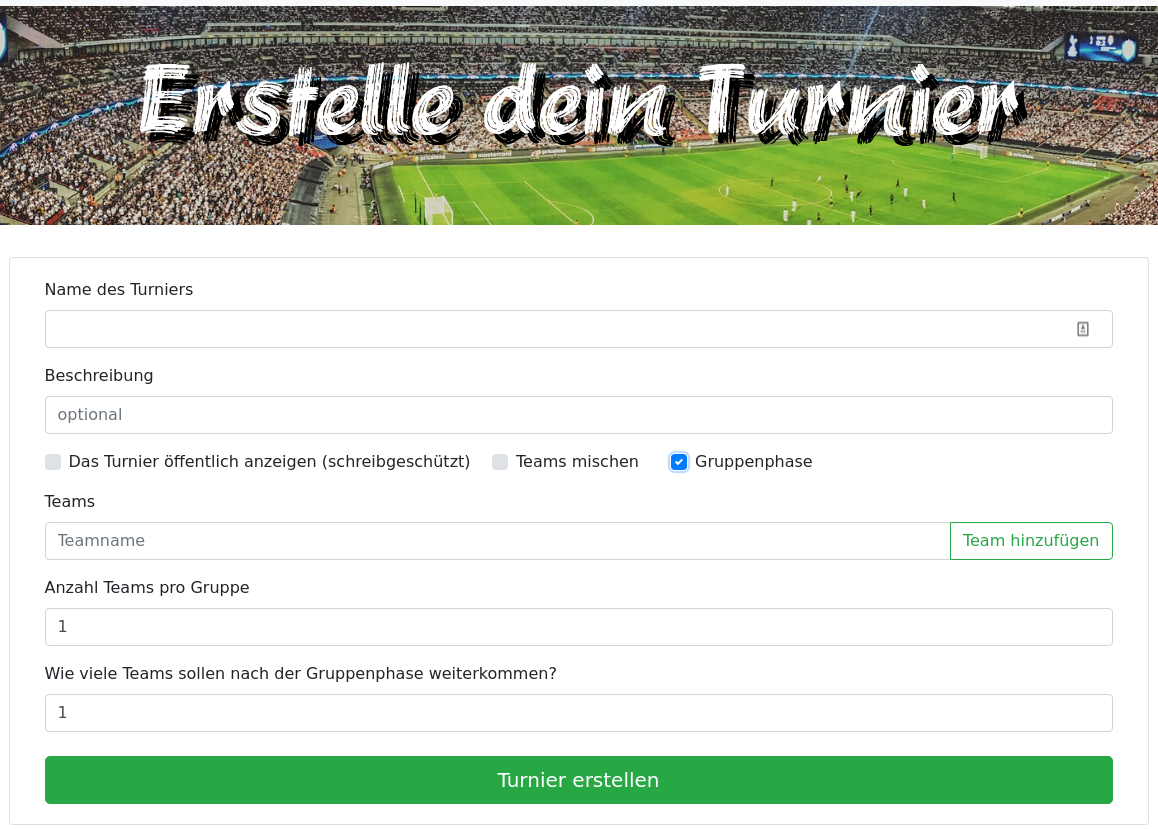 Erstelle dein Turnier
Name des Turniers
Beschreibung
optional
Das Turnier öffentlich anzeigen (schreibgeschützt) Teams mischen Gruppenphase
Teams
Teamname Team hinzufügen
Anzahl Teams pro Gruppe
1
Wie viele Teams sollen nach der Gruppenphase weiterkommen?
1
Turnier erstellen